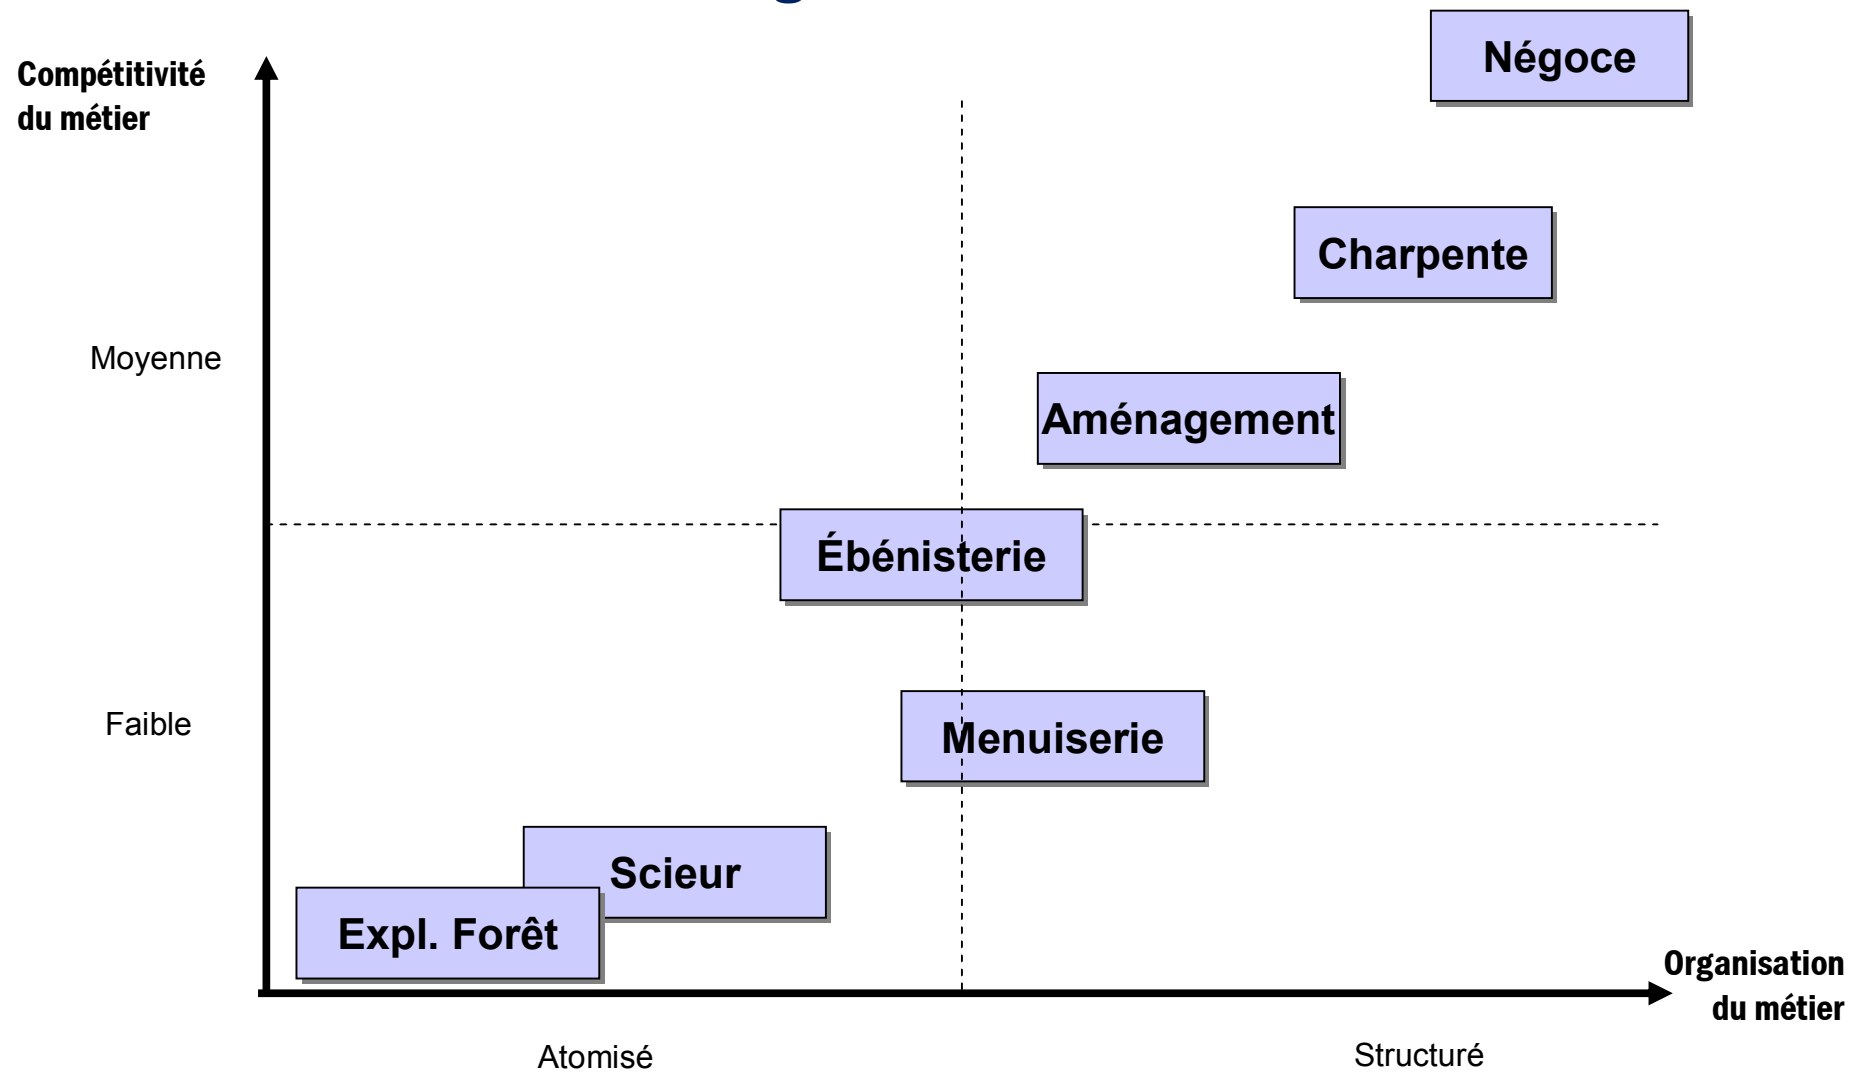 Négoce
Compétitivité
du métier
Charpente
Moyenne
Aménagement
Ébénisterie
Faible
Menuiserie
Scieur
Expl. Forêt
Organisation
du métier
Atomisé
Structuré